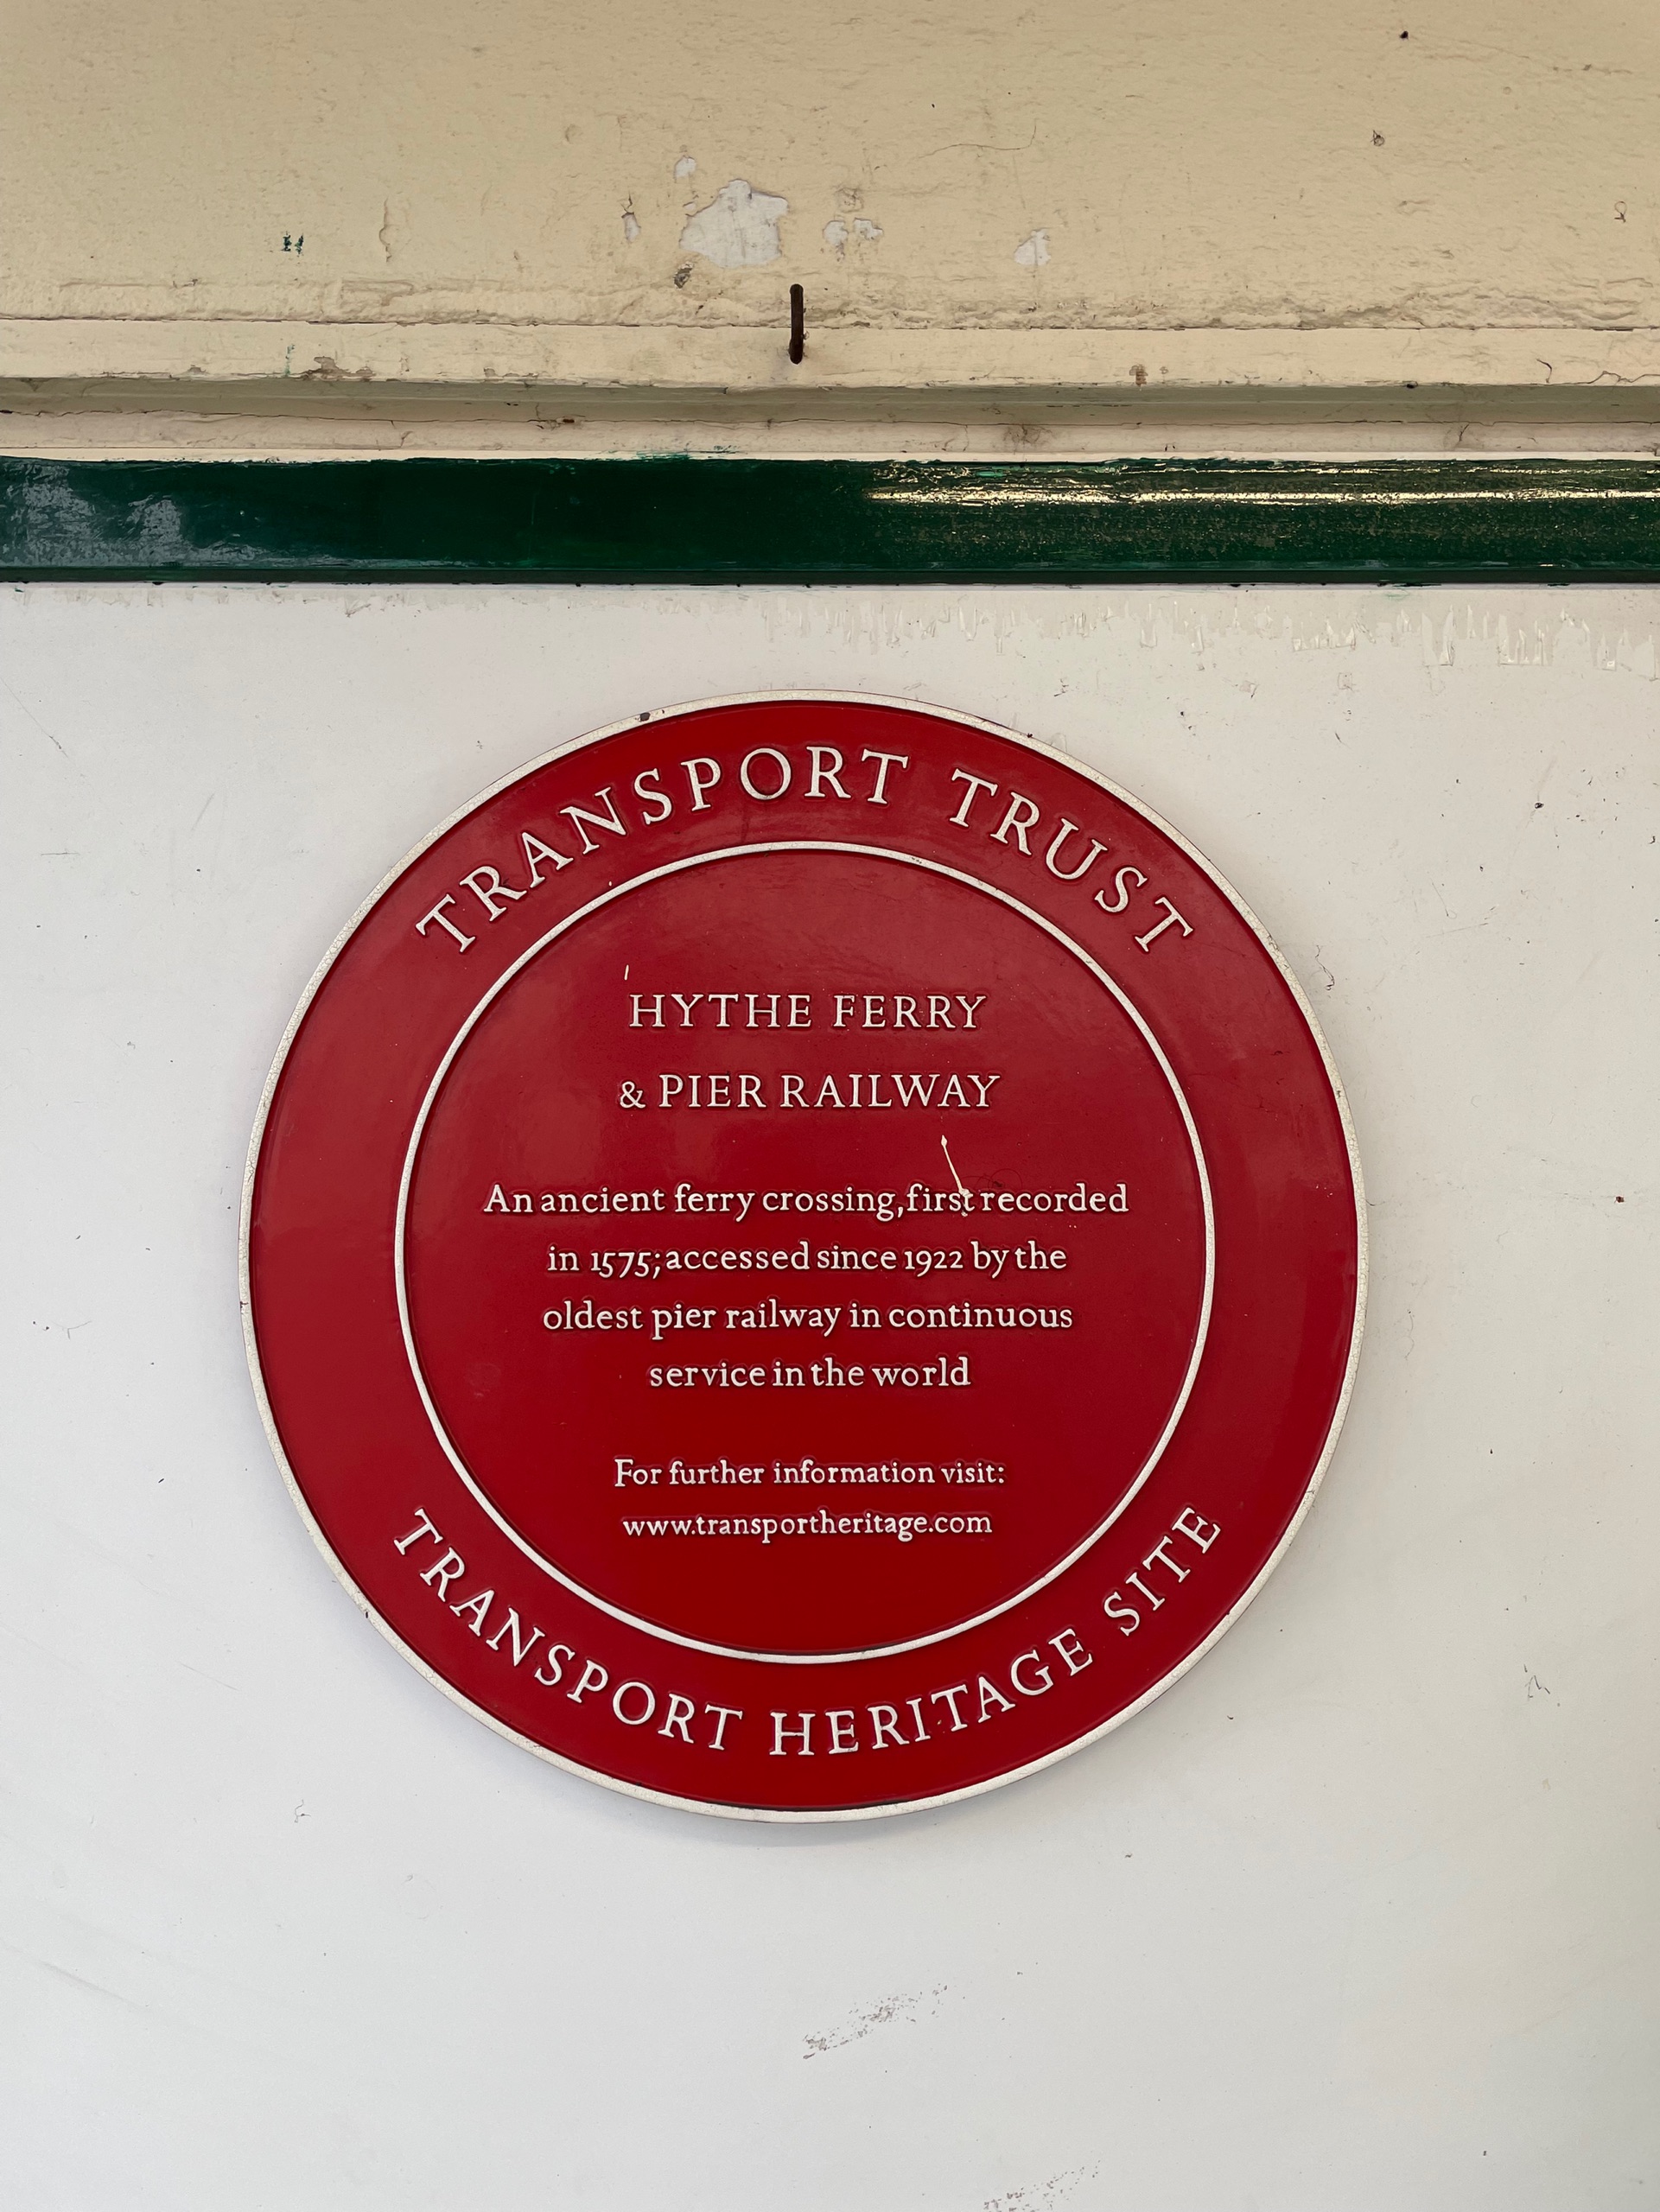 TRANSPORT TRUST
HYTHE FERRY
& PIER RAILWAY
An ancient ferry crossing, first recorded
in 1575; accessed since 1922 by the
oldest pier railway in continuous
service in the world
For further information visit:
www.transportheritage.com
TRANSPORT HERITAGE SITE